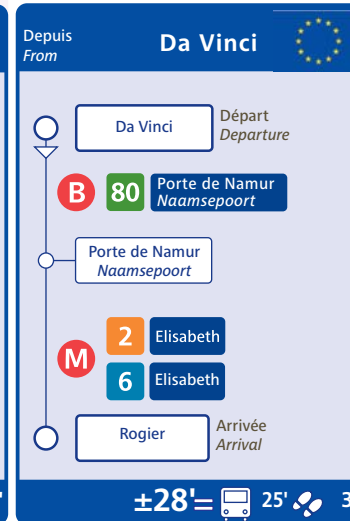 Depuis
From
Da Vinci
Da Vinci
Départ
Departure
B 80 Porte de Namur
Naamsepoort
Porte de Namur
Naamsepoort
M
2 Elisabeth
6 Elisabeth
Rogier
Arrivée
Arrival
±28'= 25' 3